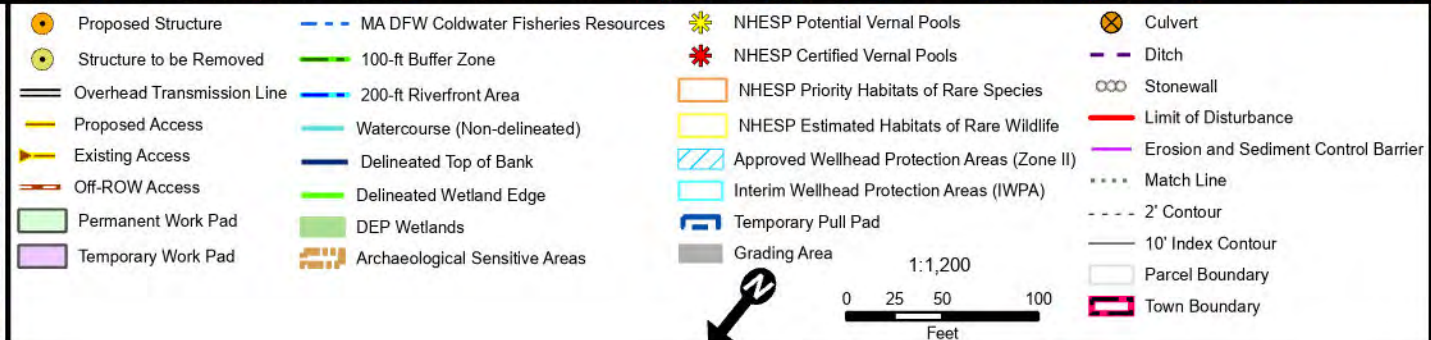 Proposed Structure
Structure to be Removed
Overhead Transmission Line
Proposed Access
Existing Access
Off-ROW Access
Permanent Work Pad
Temporary Work Pad
MA DFW Coldwater Fisheries Resources
100-ft Buffer Zone
200-ft Riverfront Area
Watercourse (Non-delineated)
Delineated Top of Bank
Delineated Wetland Edge
DEP Wetlands
Archaeological Sensitive Areas
NHESP Potential Vernal Pools
NHESP Certified Vernal Pools
NHESP Priority Habitats of Rare Species
NHESP Estimated Habitats of Rare Wildlife
Approved Wellhead Protection Areas (Zone II)
Interim Wellhead Protection Areas (IWPA)
Temporary Pull Pad
Grading Area
N
1:1,200
0 25 50 100
Feet
Culvert
Ditch
Stonewall
Limit of Disturbance
Erosion and Sediment Control Barrier
Match Line
2' Contour
10' Index Contour
Parcel Boundary
Town Boundary